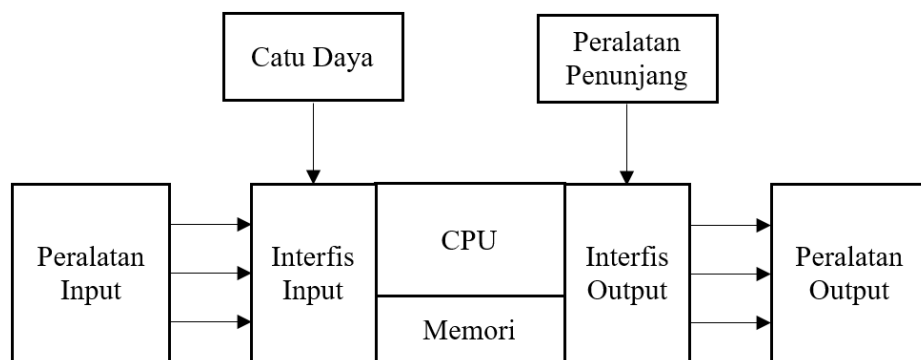 Catu Daya
Peralatan
Penunjang
Peralatan
Input
Interfis
Input
CPU
Memori
Interfis
Output
Peralatan
Output